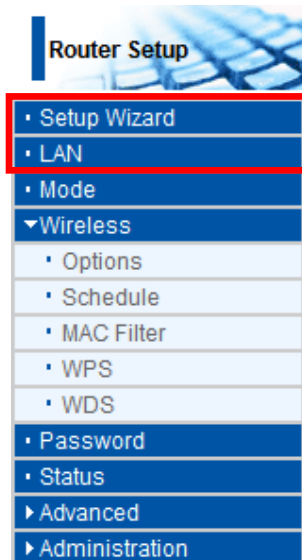 Router Setup
Setup Wizard
LAN
Mode
Wireless
Options
Schedule
MAC Filter
WPS
WDS
Password
Status
Advanced
Administration